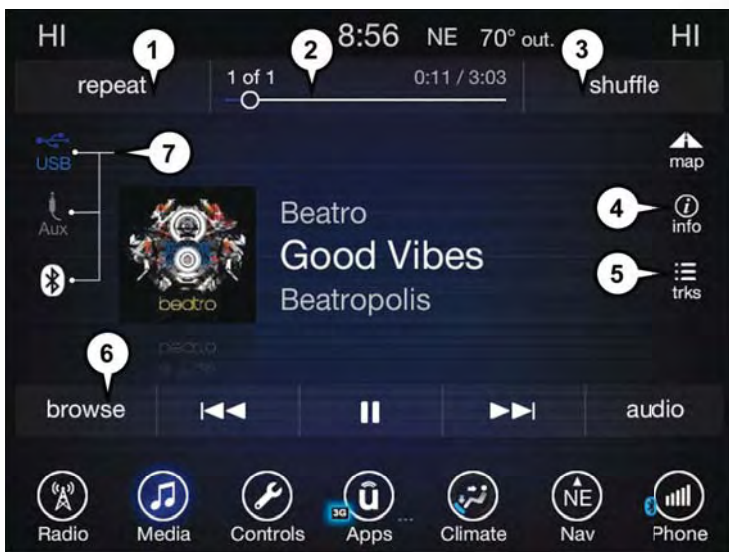 HI 8:56 NE 70° out. HI
1 2 3
repeat 1 of 1 0:11 / 3:03 shuffle
USB 7 map
Aux Beatro 4 info
Good Vibes
beatro Beatropolis 5 trks
6
browse audio
3G û ... NE
Radio Media Controls Apps Climate Nav Phone